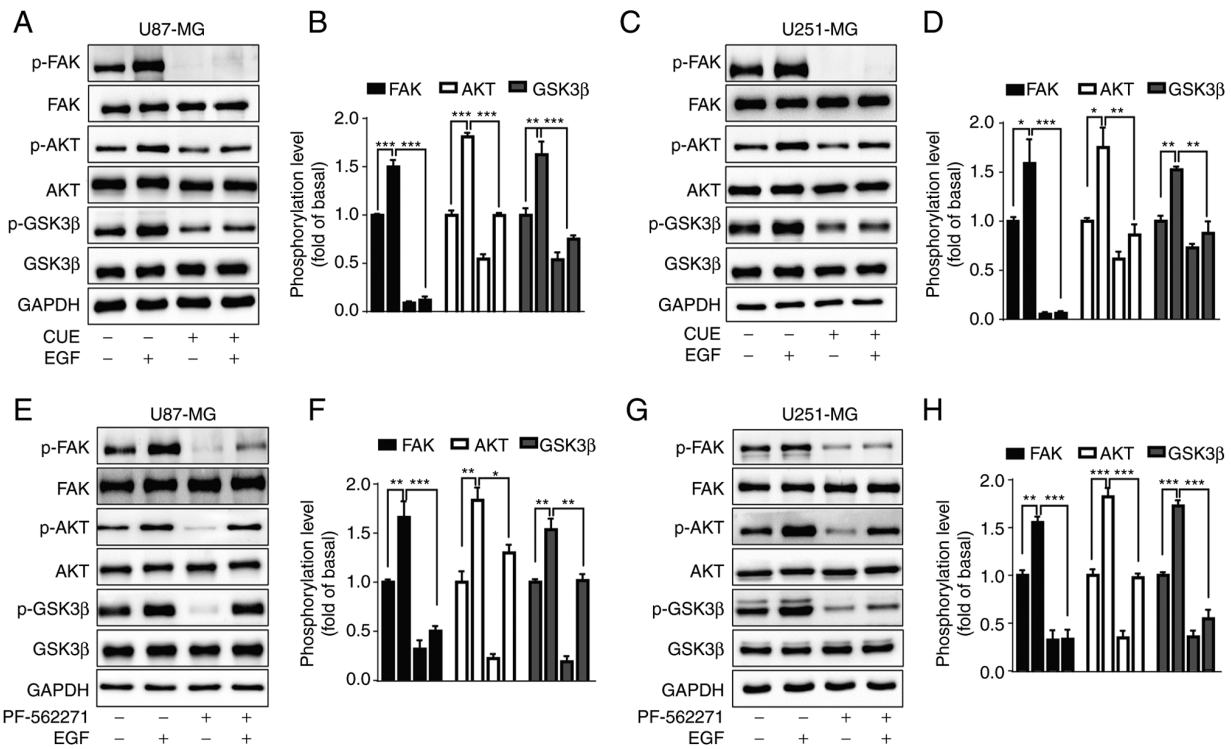 A
U87-MG
p-FAK
FAK
p-AKT
AKT
p-GSK3β
GSK3β
GAPDH
CUE – – + +
EGF – + – +
B
FAK AKT GSK3β
Phosphorylation level
(fold of basal)
2.0
1.5
1.0
0.5
0.0
*** *** *** *** ** ***
C
U251-MG
p-FAK
FAK
p-AKT
AKT
p-GSK3β
GSK3β
GAPDH
CUE – – + +
EGF – + – +
D
FAK AKT GSK3β
Phosphorylation level
(fold of basal)
2.0
1.5
1.0
0.5
0.0
* *** * ** ** **
E
U87-MG
p-FAK
FAK
p-AKT
AKT
p-GSK3β
GSK3β
GAPDH
PF-562271 – – + +
EGF – + – +
F
FAK AKT GSK3β
Phosphorylation level
(fold of basal)
2.0
1.5
1.0
0.5
0.0
** *** ** * ** **
G
U251-MG
p-FAK
FAK
p-AKT
AKT
p-GSK3β
GSK3β
GAPDH
PF-562271 – – + +
EGF – + – +
H
FAK AKT GSK3β
Phosphorylation level
(fold of basal)
2.0
1.5
1.0
0.5
0.0
** *** *** *** *** ***